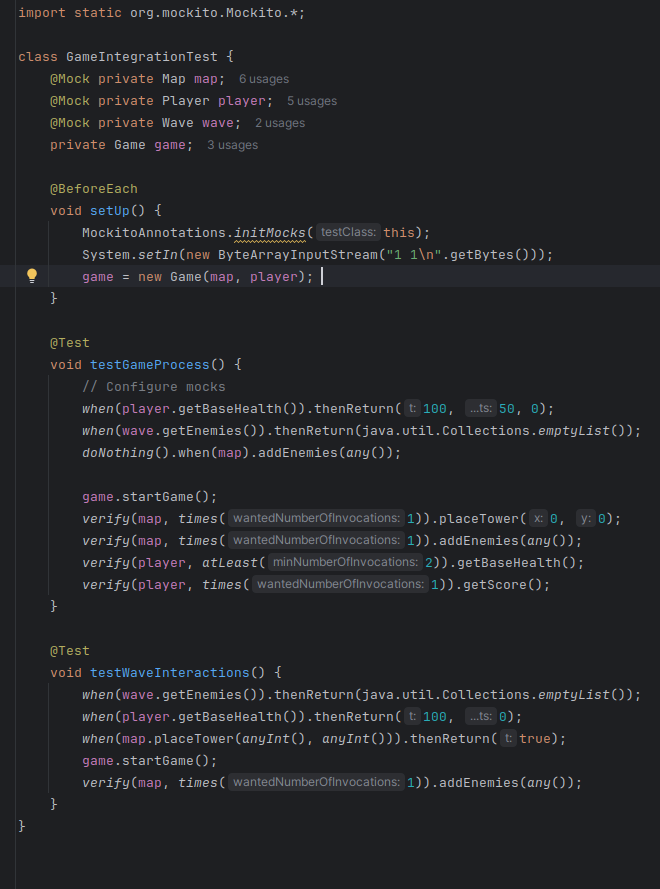 import static org.mockito.Mockito.*;
class GameIntegrationTest {
@Mock private Map map; 6 usages
@Mock private Player player; 5 usages
@Mock private Wave wave; 2 usages
private Game game; 3 usages
@BeforeEach
void setUp() {
MockitoAnnotations.initMocks( testClass: this);
System.setIn(new ByteArrayInputStream("1 1\n".getBytes()));
game = new Game(map, player);
}
@Test
void testGameProcess() {
// Configure mocks
when(player.getBaseHealth()).thenReturn( t: 100, ...ts: 50, 0);
when(wave.getEnemies()).thenReturn(java.util.Collections.emptyList());
doNothing().when(map).addEnemies(any());
game.startGame();
verify(map, times( wantedNumberOfInvocations: 1)).placeTower( x: 0, y: 0);
verify(map, times( wantedNumberOfInvocations: 1)).addEnemies(any());
verify(player, atLeast( minNumberOfInvocations: 2)).getBaseHealth();
verify(player, times( wantedNumberOfInvocations: 1)).getScore();
}
@Test
void testWaveInteractions() {
when(wave.getEnemies()).thenReturn(java.util.Collections.emptyList());
when(player.getBaseHealth()).thenReturn( t: 100, ...ts: 0);
when(map.placeTower(anyInt(), anyInt())).thenReturn( t: true);
game.startGame();
verify(map, times( wantedNumberOfInvocations: 1)).addEnemies(any());
}
}